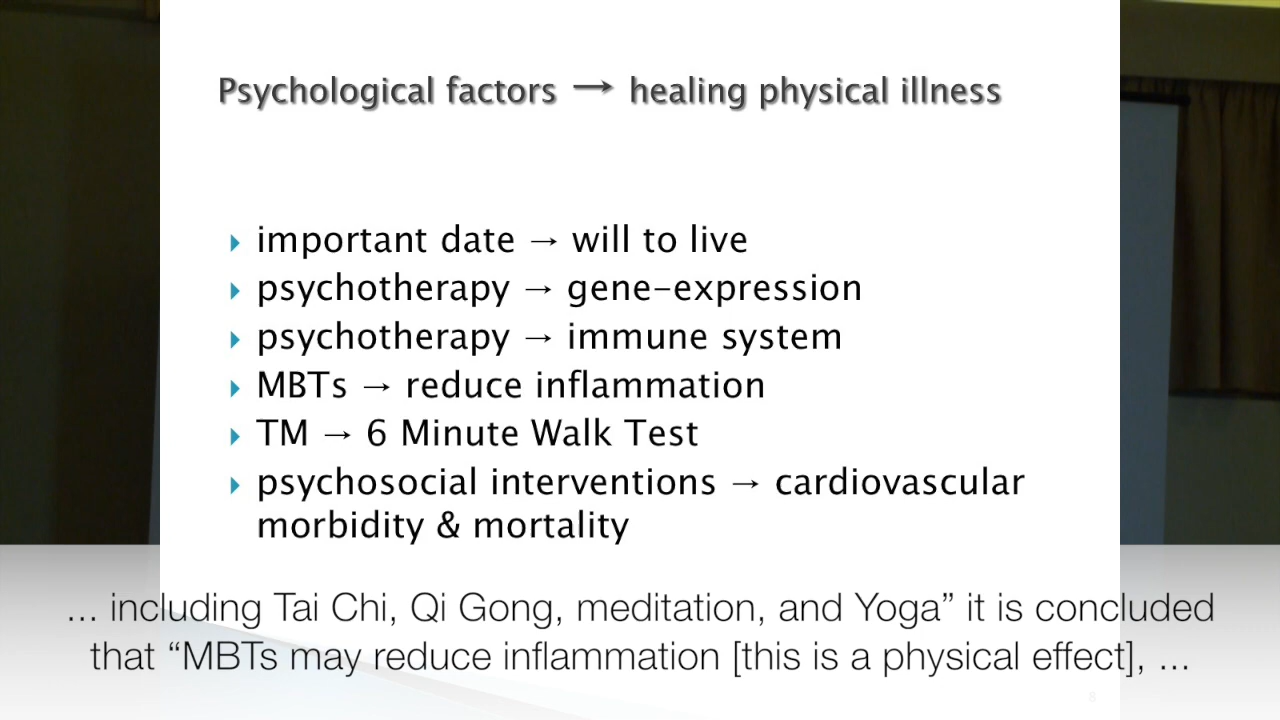 Psychological factors → healing physical illness
important date → will to live
psychotherapy → gene-expression
psychotherapy → immune system
MBTs → reduce inflammation
TM → 6 Minute Walk Test
psychosocial interventions → cardiovascular
morbidity & mortality
... including Tai Chi, Qi Gong, meditation, and Yoga” it is concluded
that “MBTs may reduce inflammation [this is a physical effect], ...
8